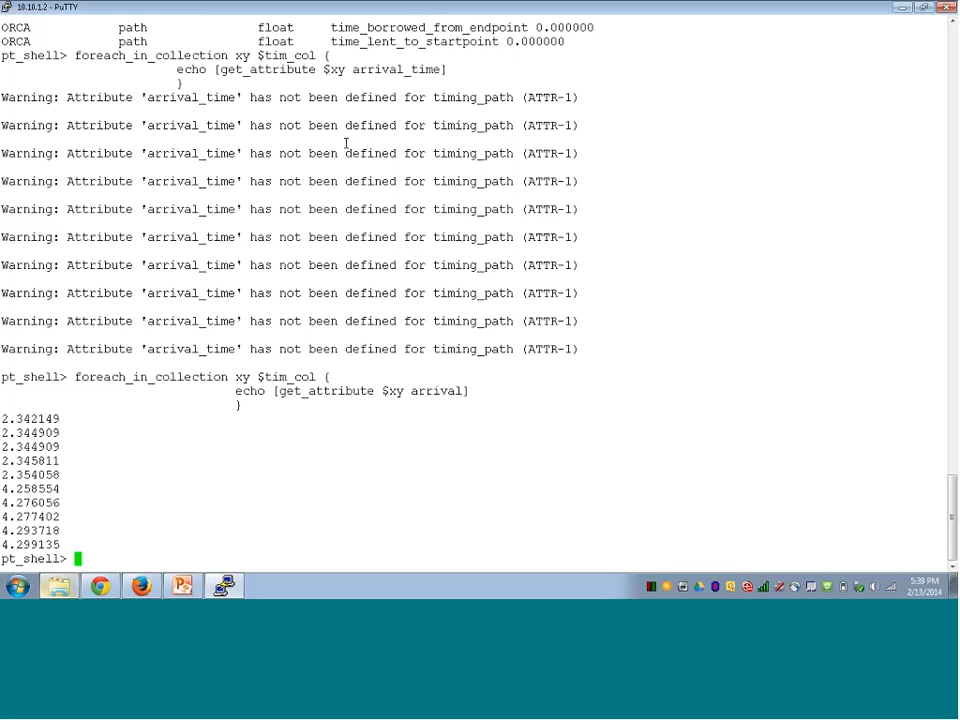 10.10.1.2 - PuTTY
ORCA path float time_borrowed_from_endpoint 0.000000
ORCA path float time_lent_to_startpoint 0.000000
pt_shell> foreach_in_collection xy $tim_col {
echo [get_attribute $xy arrival_time]
}
Warning: Attribute 'arrival_time' has not been defined for timing_path (ATTR-1)
Warning: Attribute 'arrival_time' has not been defined for timing_path (ATTR-1)
Warning: Attribute 'arrival_time' has not been defined for timing_path (ATTR-1)
Warning: Attribute 'arrival_time' has not been defined for timing_path (ATTR-1)
Warning: Attribute 'arrival_time' has not been defined for timing_path (ATTR-1)
Warning: Attribute 'arrival_time' has not been defined for timing_path (ATTR-1)
Warning: Attribute 'arrival_time' has not been defined for timing_path (ATTR-1)
Warning: Attribute 'arrival_time' has not been defined for timing_path (ATTR-1)
Warning: Attribute 'arrival_time' has not been defined for timing_path (ATTR-1)
Warning: Attribute 'arrival_time' has not been defined for timing_path (ATTR-1)
pt_shell> foreach_in_collection xy $tim_col {
echo [get_attribute $xy arrival]
}
2.342149
2.344909
2.344909
2.345811
2.354058
4.258554
4.276056
4.277402
4.293718
4.299135
pt_shell>
5:39 PM
2/13/2014